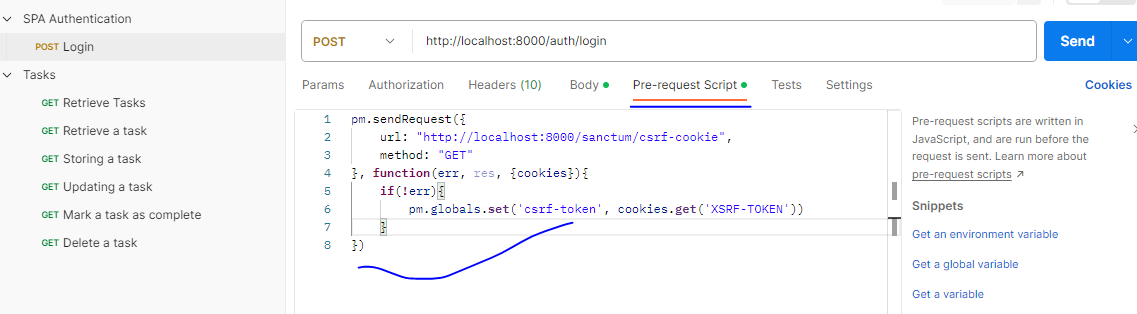 SPA Authentication
POST Login
Tasks
GET Retrieve Tasks
GET Retrieve a task
GET Storing a task
GET Updating a task
GET Mark a task as complete
GET Delete a task
POST http://localhost:8000/auth/login Send
Params Authorization Headers (10) Body Pre-request Script Tests Settings Cookies
1 pm.sendRequest({
2 url: "http://localhost:8000/sanctum/csrf-cookie",
3 method: "GET"
4 }, function(err, res, {cookies}){
5 if(!err){
6 pm.globals.set('csrf-token', cookies.get('XSRF-TOKEN'))
7 }
8 })
Pre-request scripts are written in
JavaScript, and are run before the
request is sent. Learn more about
pre-request scripts ↗
Snippets
Get an environment variable
Get a global variable
Get a variable